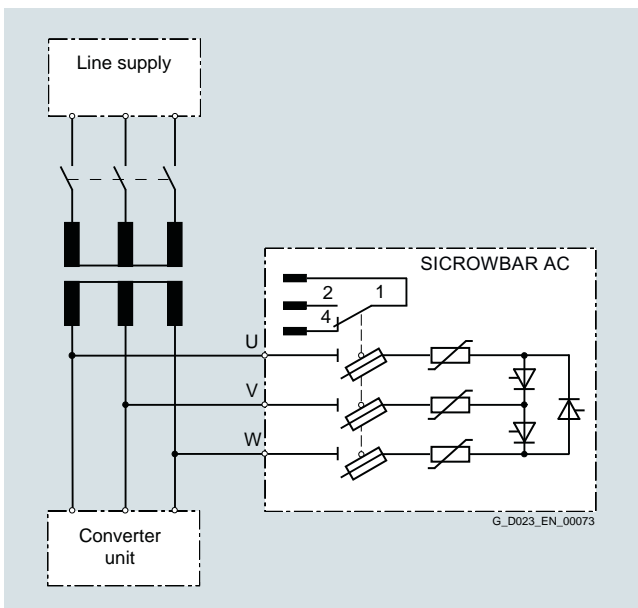 Line supply
SICROWBAR AC
1
2
4
U
V
W
G_D023_EN_00073
Converter
unit